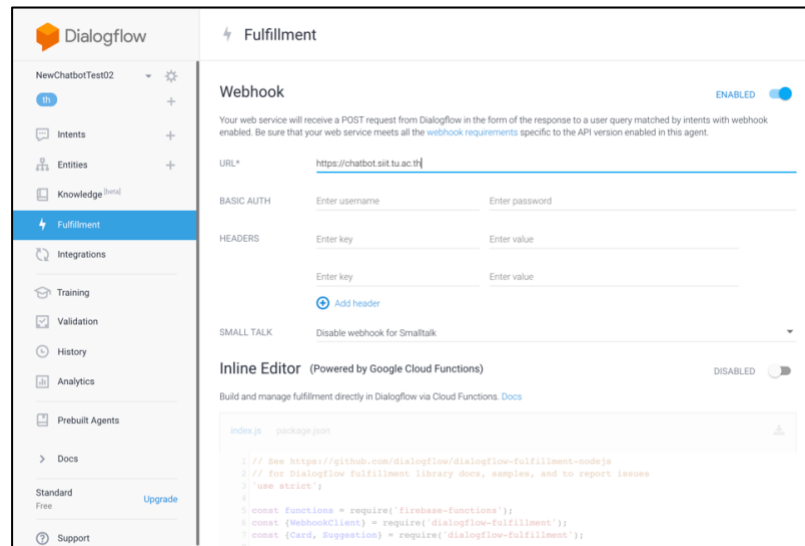 Dialogflow
Fulfillment
NewChatbotTest02
th
Intents
Entities
Knowledge [beta]
Fulfillment
Integrations
Training
Validation
History
Analytics
Prebuilt Agents
Docs
Standard
Free
Upgrade
Support
Webhook
ENABLED
Your web service will receive a POST request from Dialogflow in the form of the response to a user query matched by intents with webhook
enabled. Be sure that your web service meets all the webhook requirements specific to the API version enabled in this agent.
URL* https://chatbot.siit.tu.ac.th
BASIC AUTH Enter username Enter password
HEADERS Enter key Enter value
Enter key Enter value
Add header
SMALL TALK Disable webhook for Smalltalk
Inline Editor (Powered by Google Cloud Functions) DISABLED
Build and manage fulfillment directly in Dialogflow via Cloud Functions. Docs
index.js package.json
1 // See https://github.com/dialogflow/dialogflow-fulfillment-nodejs
2 // for Dialogflow fulfillment library docs, samples, and to report issues
3 'use strict';
4
5 const functions = require('firebase-functions');
6 const {WebhookClient} = require('dialogflow-fulfillment');
7 const {Card, Suggestion} = require('dialogflow-fulfillment');